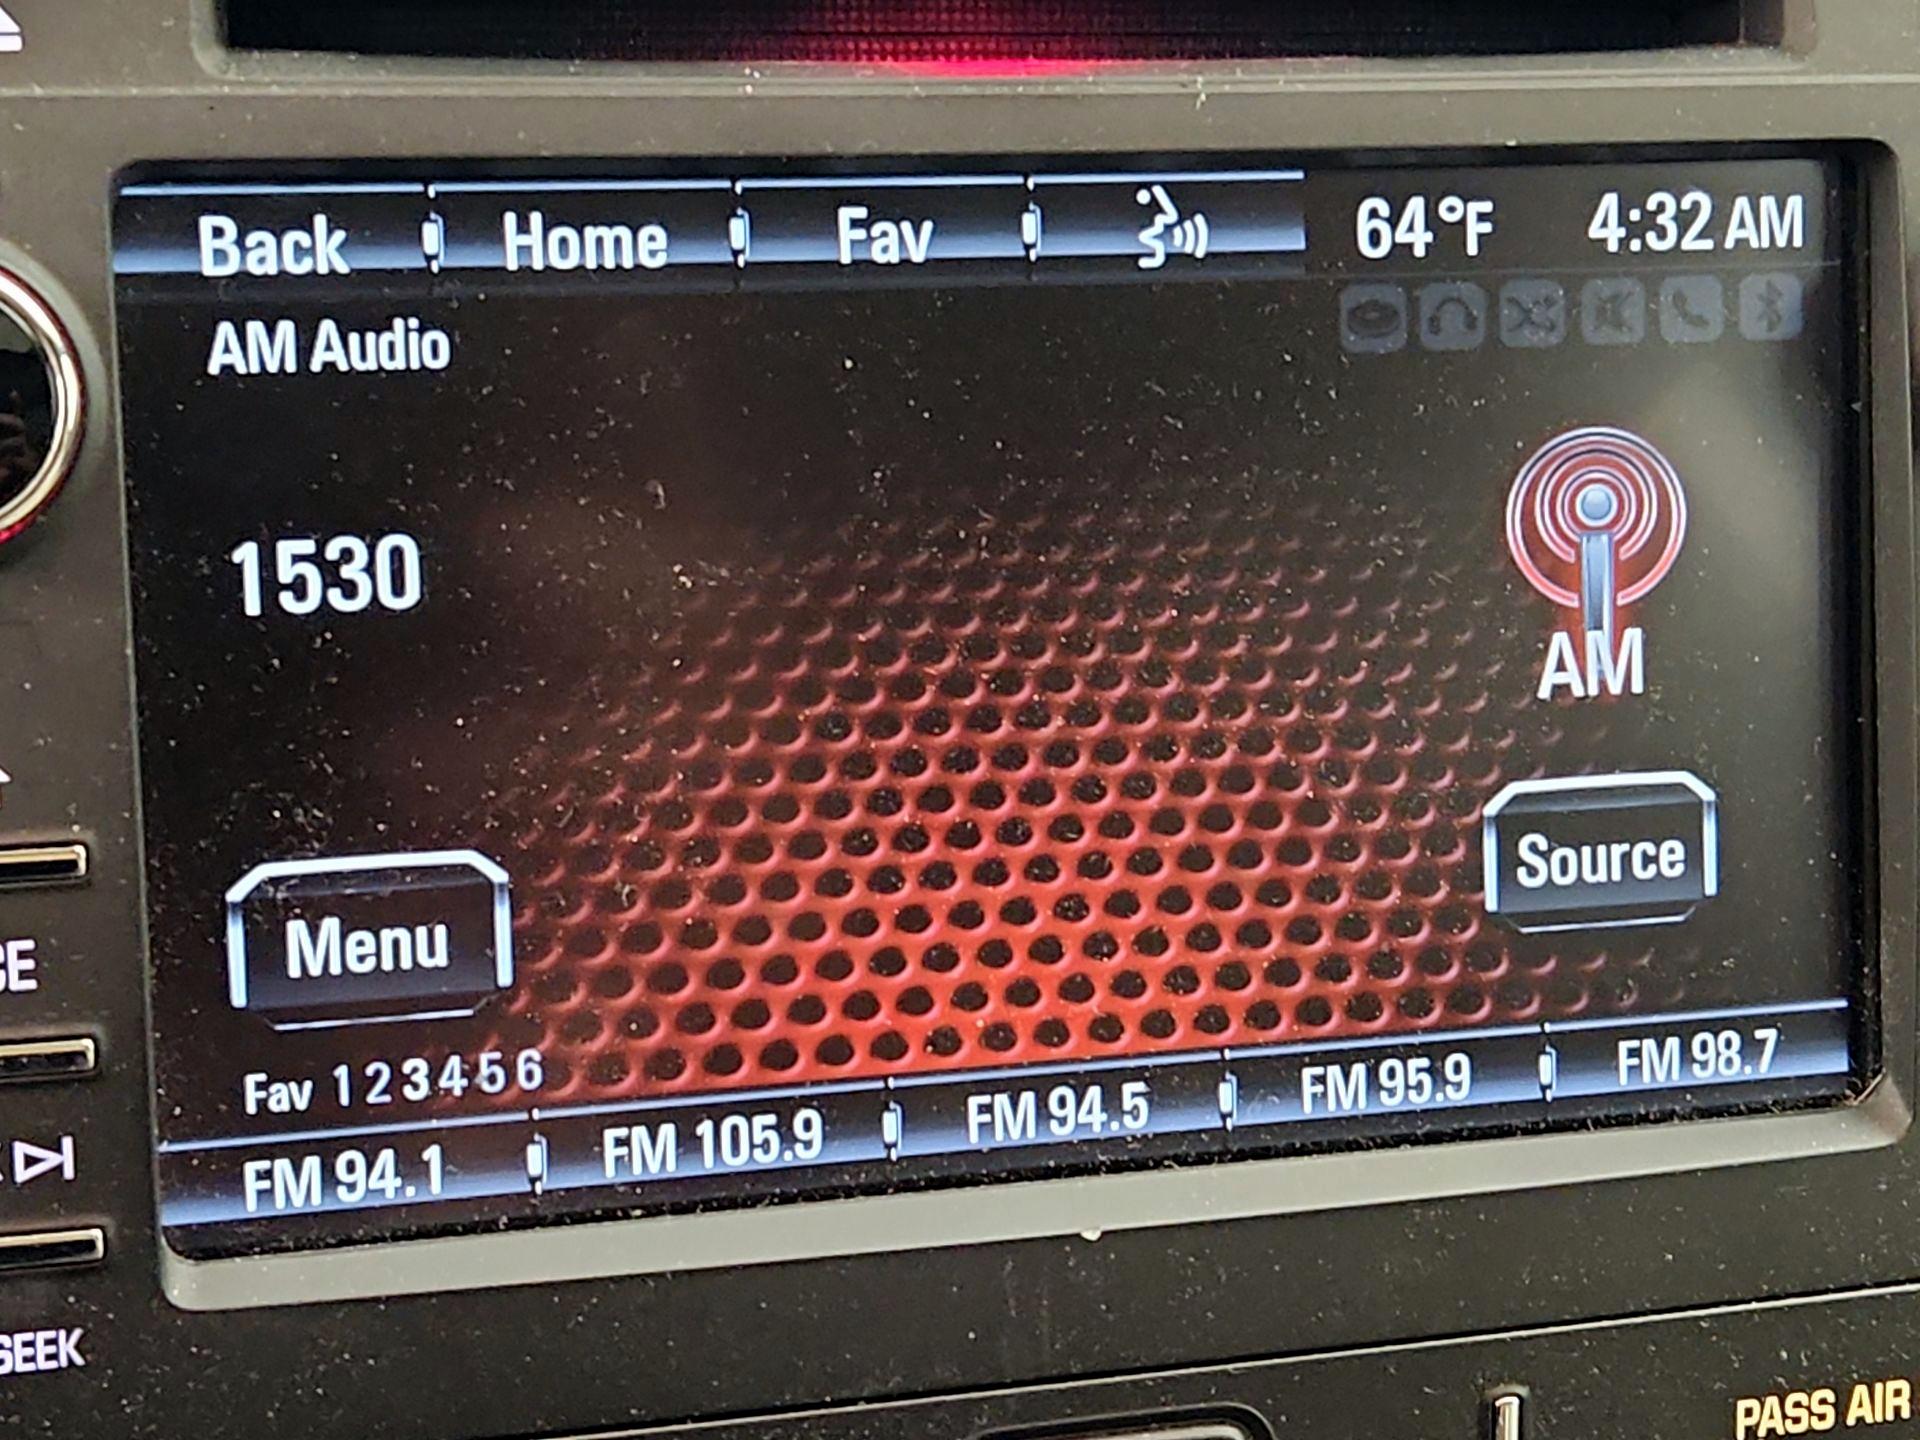 Back Home Fav 64°F 4:32 AM
AM Audio
1530
AM
Source
Menu
Fav 1 2 3 4 5 6
FM 94.1 FM 105.9 FM 94.5 FM 95.9 FM 98.7
CE
SEEK
PASS AIR